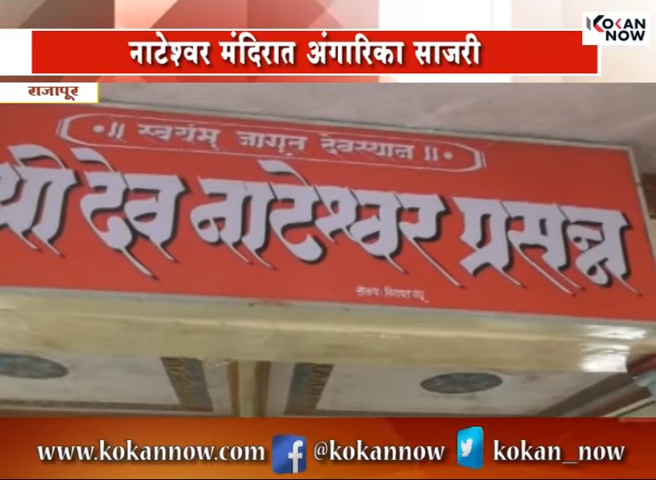 KOKAN
NOW
नाटेश्वर मंदिरात अंगारिका साजरी
राजापूर
॥ स्वयंभू जागृत देवस्थान ॥
श्री देव नाटेश्वर प्रसन्न
www.kokannow.com @kokannow kokan_now